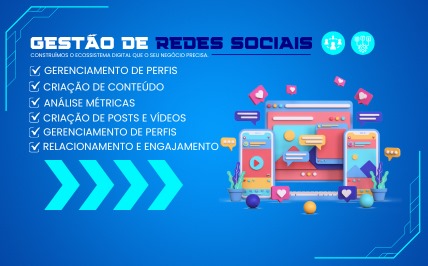 GESTÃO DE REDES SOCIAIS
CONSTRUÍMOS O ECOSSISTEMA DIGITAL QUE O SEU NEGÓCIO PRECISA:
GERENCIAMENTO DE PERFIS
CRIAÇÃO DE CONTEÚDO
ANÁLISE MÉTRICAS
CRIAÇÃO DE POSTS E VÍDEOS
GERENCIAMENTO DE PERFIS
RELACIONAMENTO E ENGAJAMENTO